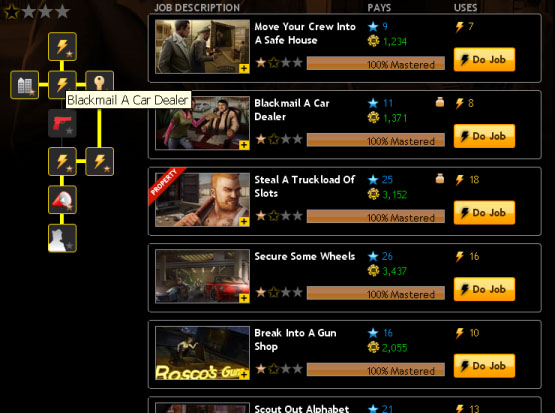 JOB DESCRIPTION PAYS USES
Move Your Crew Into
A Safe House
9
1,234
7
100% Mastered
Do Job
Blackmail A Car Dealer
Blackmail A Car
Dealer
11
1,371
8
100% Mastered
Do Job
PROPERTY
Steal A Truckload Of
Slots
25
3,152
18
100% Mastered
Do Job
Secure Some Wheels
26
3,437
16
100% Mastered
Do Job
Break Into A Gun
Shop
16
2,055
10
100% Mastered
Do Job
Rosco's Guns
Scout Out Alphabet
21
13